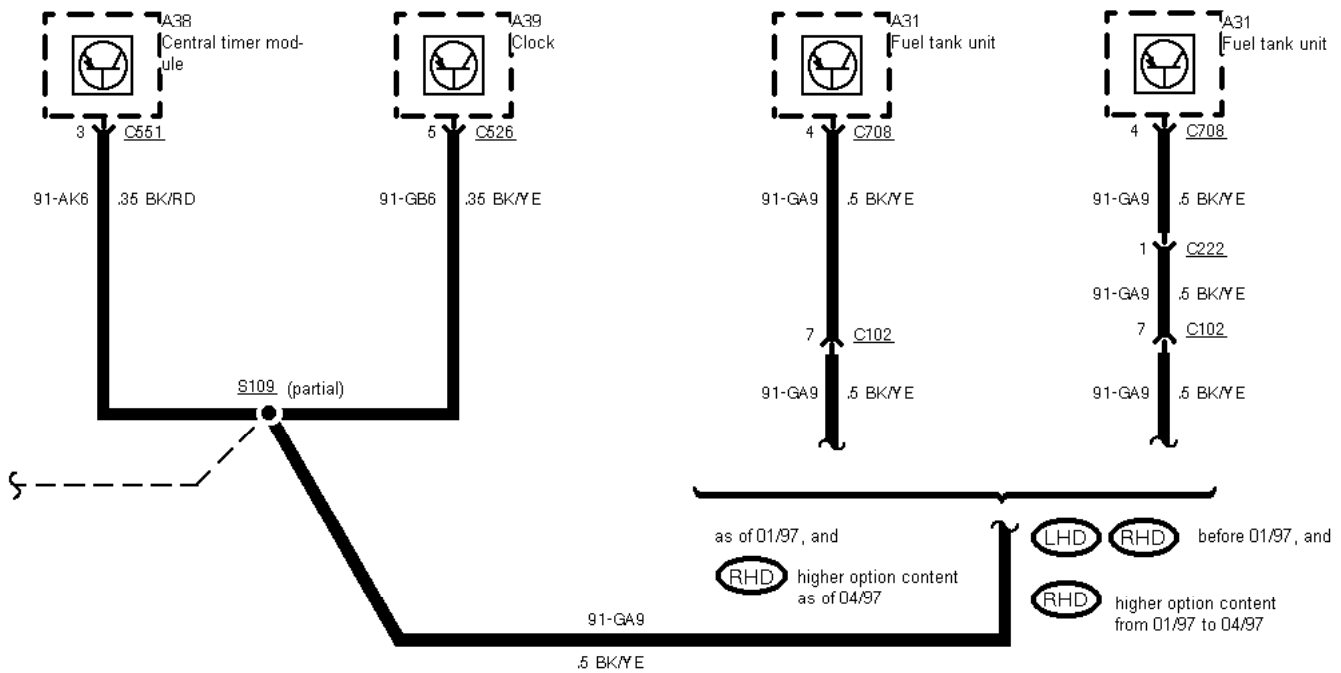 A38
Central timer mod-
ule
A39
Clock
A31
Fuel tank unit
A31
Fuel tank unit
3 C551
5 C526
4 C708
4 C708
91-AK6 .35 BK/RD
91-GB6 .35 BK/YE
91-GA9 .5 BK/YE
91-GA9 .5 BK/YE
1 C222
91-GA9 .5 BK/YE
7 C102
7 C102
S109 (partial)
91-GA9 .5 BK/YE
91-GA9 .5 BK/YE
as of 01/97, and
RHD higher option content
as of 04/97
LHD RHD before 01/97, and
RHD higher option content
from 01/97 to 04/97
91-GA9
.5 BK/YE